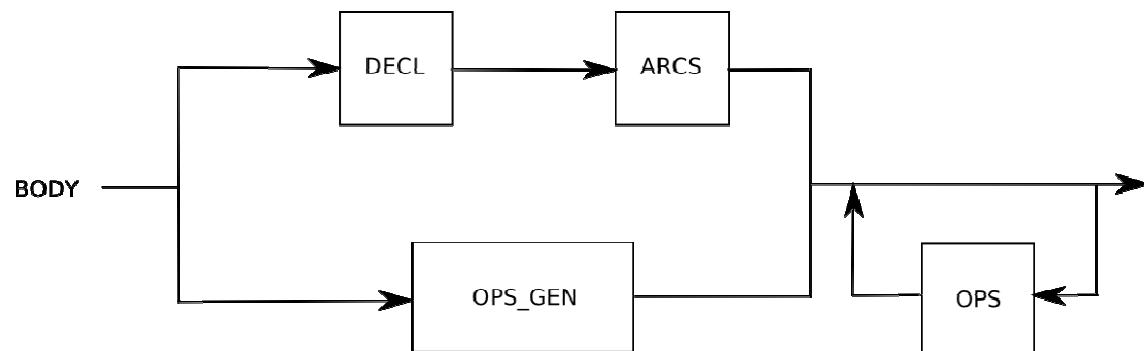 DECL
ARCS
BODY
OPS_GEN
OPS